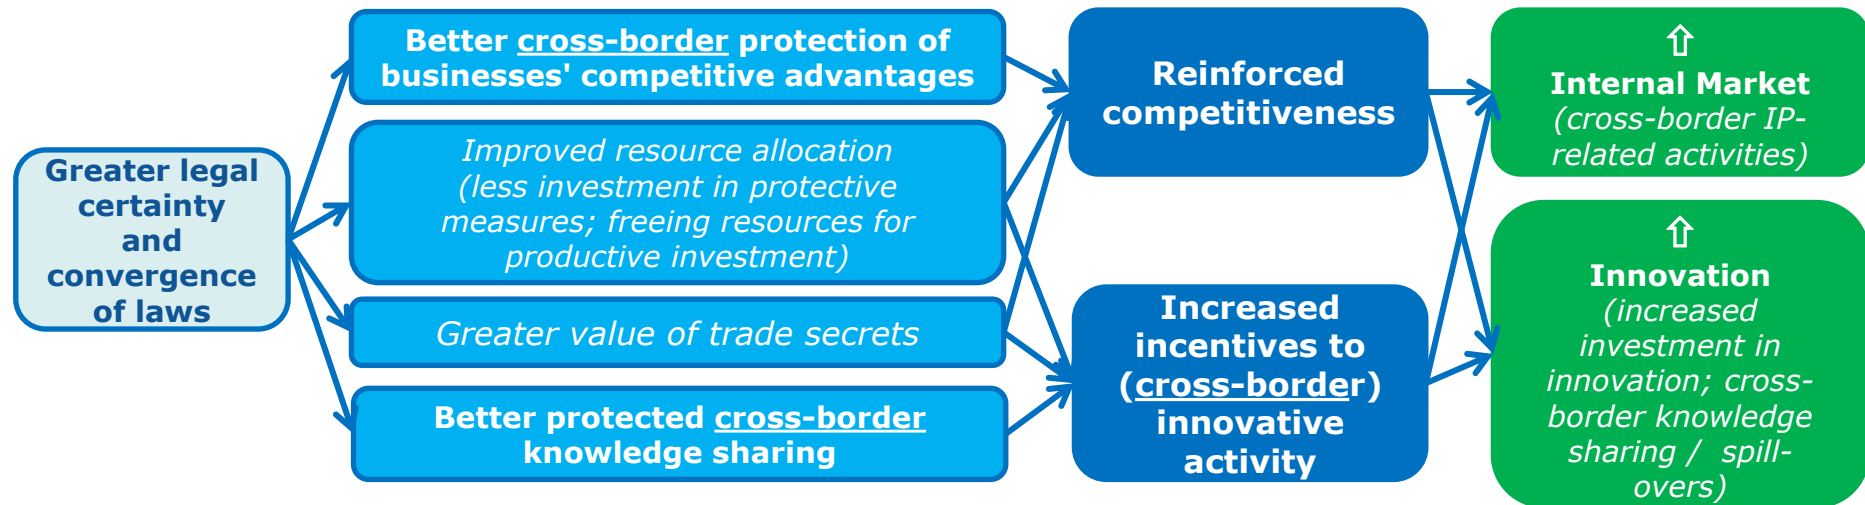 Greater legal
certainty
and
convergence
of laws
Better cross-border protection of
businesses' competitive advantages
Improved resource allocation
(less investment in protective
measures; freeing resources for
productive investment)
Greater value of trade secrets
Better protected cross-border
knowledge sharing
Reinforced
competitiveness
Increased
incentives to
(cross-border)
innovative
activity
⇧
Internal Market
(cross-border IP-
related activities)
⇧
Innovation
(increased
investment in
innovation; cross-
border knowledge
sharing / spill-
overs)